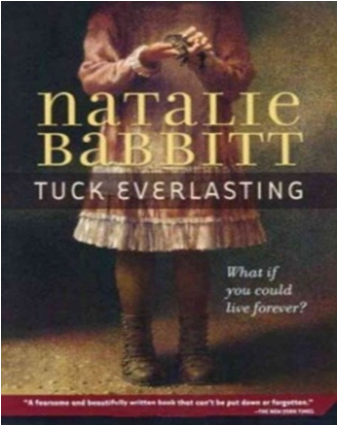 NATALIE
BABBITT
TUCK EVERLASTING
What if
you could
live forever?
"A fearsome and beautifully written book that can't be put down or forgotten."
—THE NEW YORK TIMES